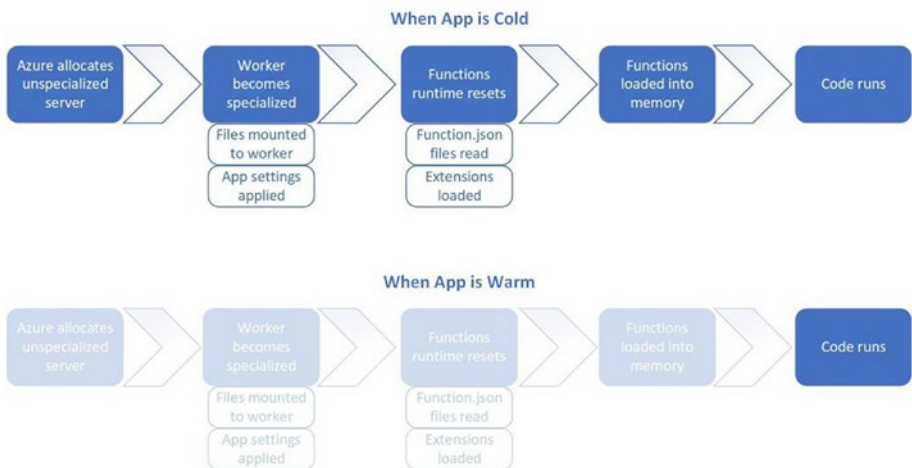 When App is Cold
Azure allocates
unspecialized
server
Worker
becomes
specialized
Files mounted
to worker
App settings
applied
Functions
runtime resets
Function.json
files read
Extensions
loaded
Functions
loaded into
memory
Code runs
When App is Warm
Azure allocates
unspecialized
server
Worker
becomes
specialized
Files mounted
to worker
App settings
applied
Functions
runtime resets
Function.json
files read
Extensions
loaded
Functions
loaded into
memory
Code runs